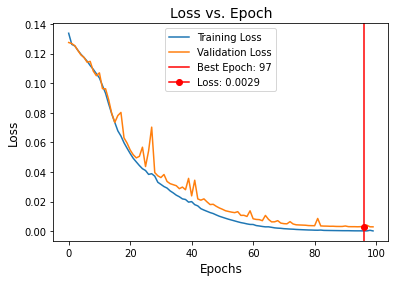 Loss vs. Epoch
0.14
0.12
0.10
0.08
0.06
0.04
0.02
0.00
Loss
Training Loss
Validation Loss
Best Epoch: 97
Loss: 0.0029
0 20 40 60 80 100
Epochs